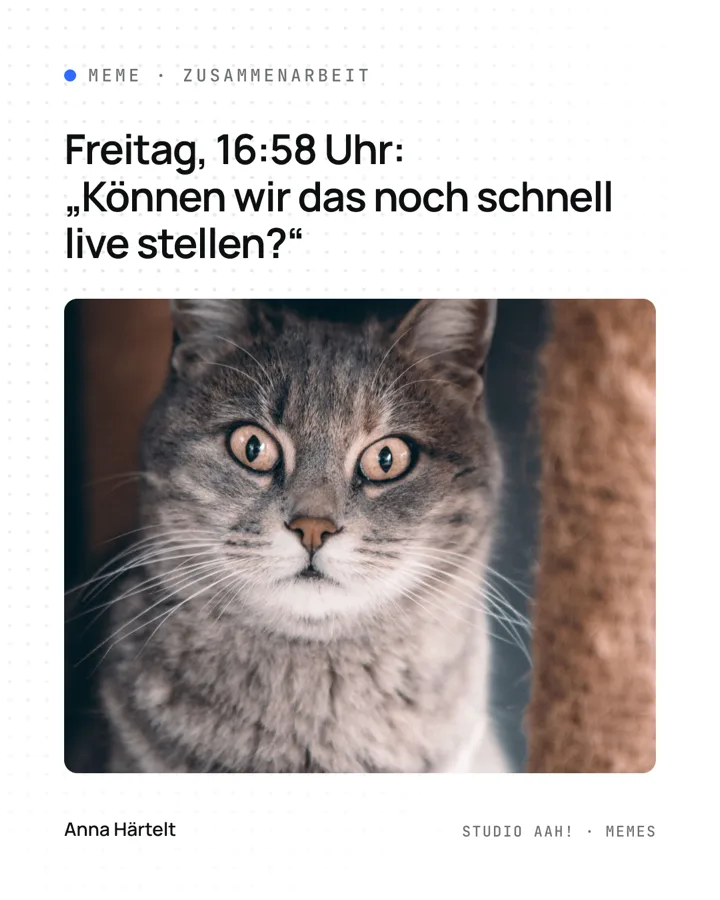 MEME · ZUSAMMENARBEIT
Freitag, 16:58 Uhr:
„Können wir das noch schnell
live stellen?“
Anna Härtelt
STUDIO AAH! · MEMES